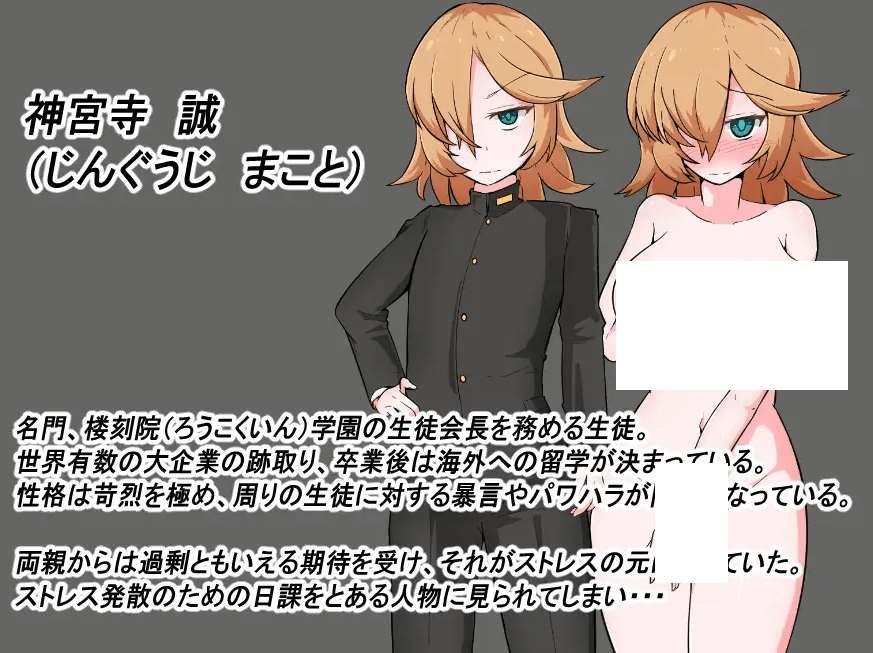 神宮寺　誠
（じんぐうじ　まこと）
名門、楼刻院（ろうこくいん）学園の生徒会長を務める生徒。
世界有数の大企業の跡取り、卒業後は海外への留学が決まっている。
性格は苛烈を極め、周りの生徒に対する暴言やパワハラが なっている。
両親からは過剰ともいえる期待を受け、それがストレスの元 ていた。
ストレス発散のための日課をとある人物に見られてしまい・・・